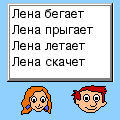 Лена бегает
Лена прыгает
Лена летает
Лена скачет